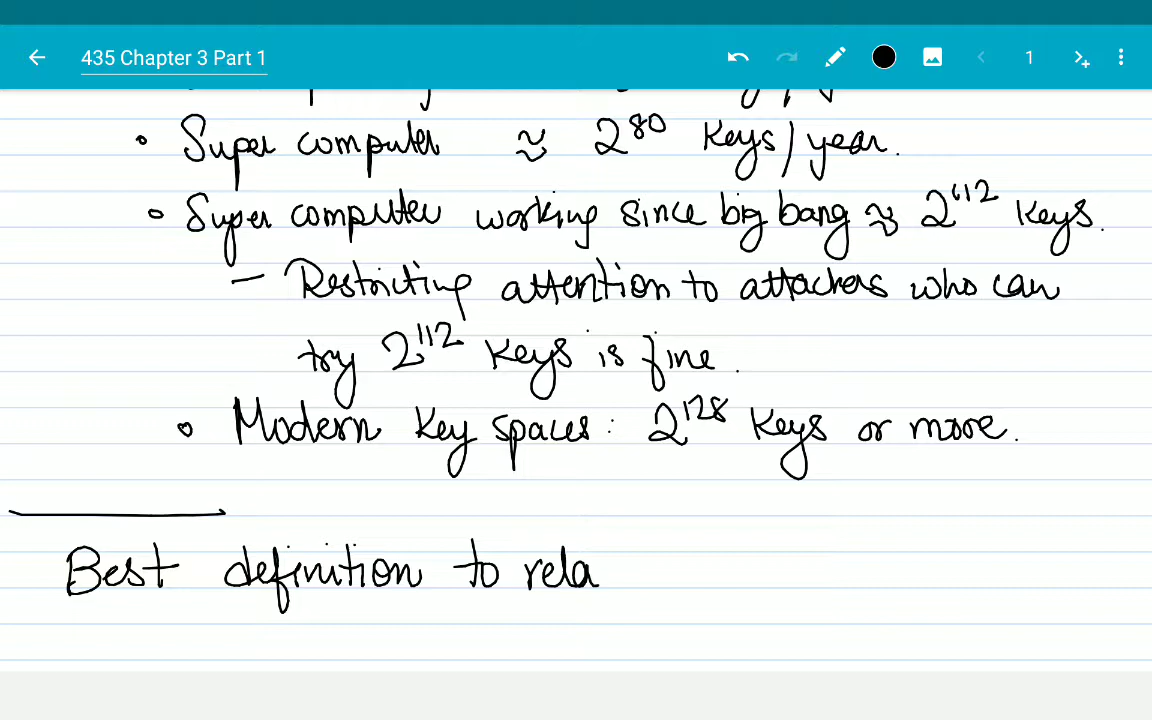 435 Chapter 3 Part 1
1
• Super computer ≈ 2^80 Keys/year.
• Super computer working since big bang ≈ 2^112 Keys.
– Restricting attention to attackers who can
try 2^112 Keys is fine.
• Modern Key spaces: 2^128 Keys or more.
Best definition to rela